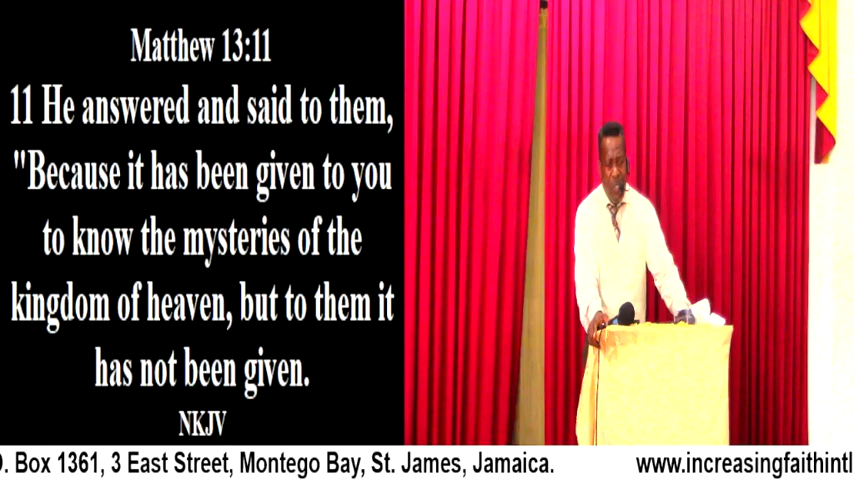 Matthew 13:11
11 He answered and said to them,
"Because it has been given to you
to know the mysteries of the
kingdom of heaven, but to them it
has not been given.
NKJV
. Box 1361, 3 East Street, Montego Bay, St. James, Jamaica. www.increasingfaithintl